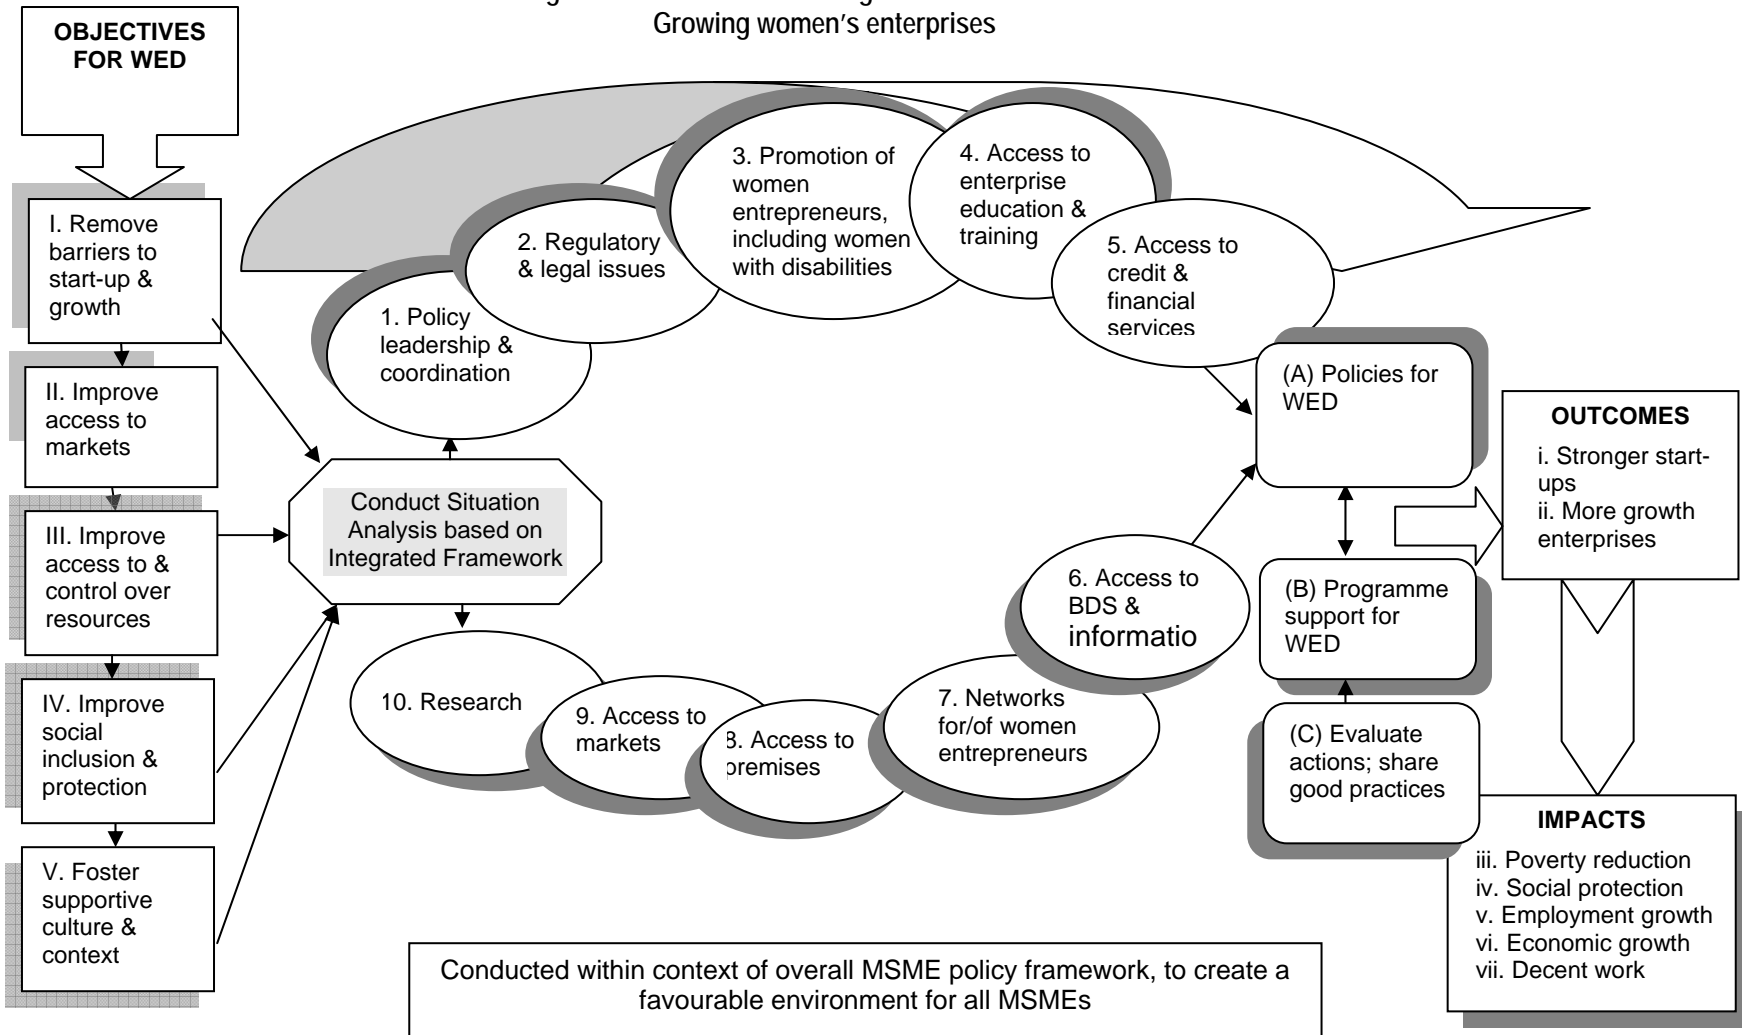 Growing women's enterprises
OBJECTIVES
FOR WED
I. Remove
barriers to
start-up &
growth
II. Improve
access to
markets
III. Improve
access to &
control over
resources
IV. Improve
social
inclusion &
protection
V. Foster
supportive
culture &
context
Conduct Situation
Analysis based on
Integrated Framework
1. Policy
leadership &
coordination
2. Regulatory
& legal issues
3. Promotion of
women
entrepreneurs,
including women
with disabilities
4. Access to
enterprise
education &
training
5. Access to
credit &
financial
services
6. Access to
BDS &
informatio
7. Networks
for/of women
entrepreneurs
8. Access to
premises
9. Access to
markets
10. Research
(A) Policies for
WED
(B) Programme
support for
WED
(C) Evaluate
actions; share
good practices
OUTCOMES
i. Stronger start-
ups
ii. More growth
enterprises
IMPACTS
iii. Poverty reduction
iv. Social protection
v. Employment growth
vi. Economic growth
vii. Decent work
Conducted within context of overall MSME policy framework, to create a
favourable environment for all MSMEs